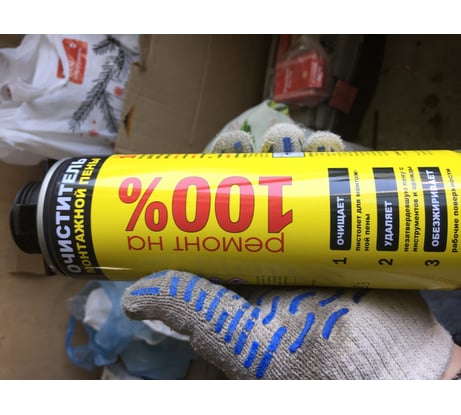 ОЧИСТИТЕЛЬ
МОНТАЖНОЙ ПЕНЫ
ремонт на
100%
1 ОЧИЩАЕТ
пистолет для монтаж-
ной пены
2 УДАЛЯЕТ
незатвердевшую пену с
инструментов и одежды
3 ОБЕЗЖИРИВАЕТ
рабочие поверхности